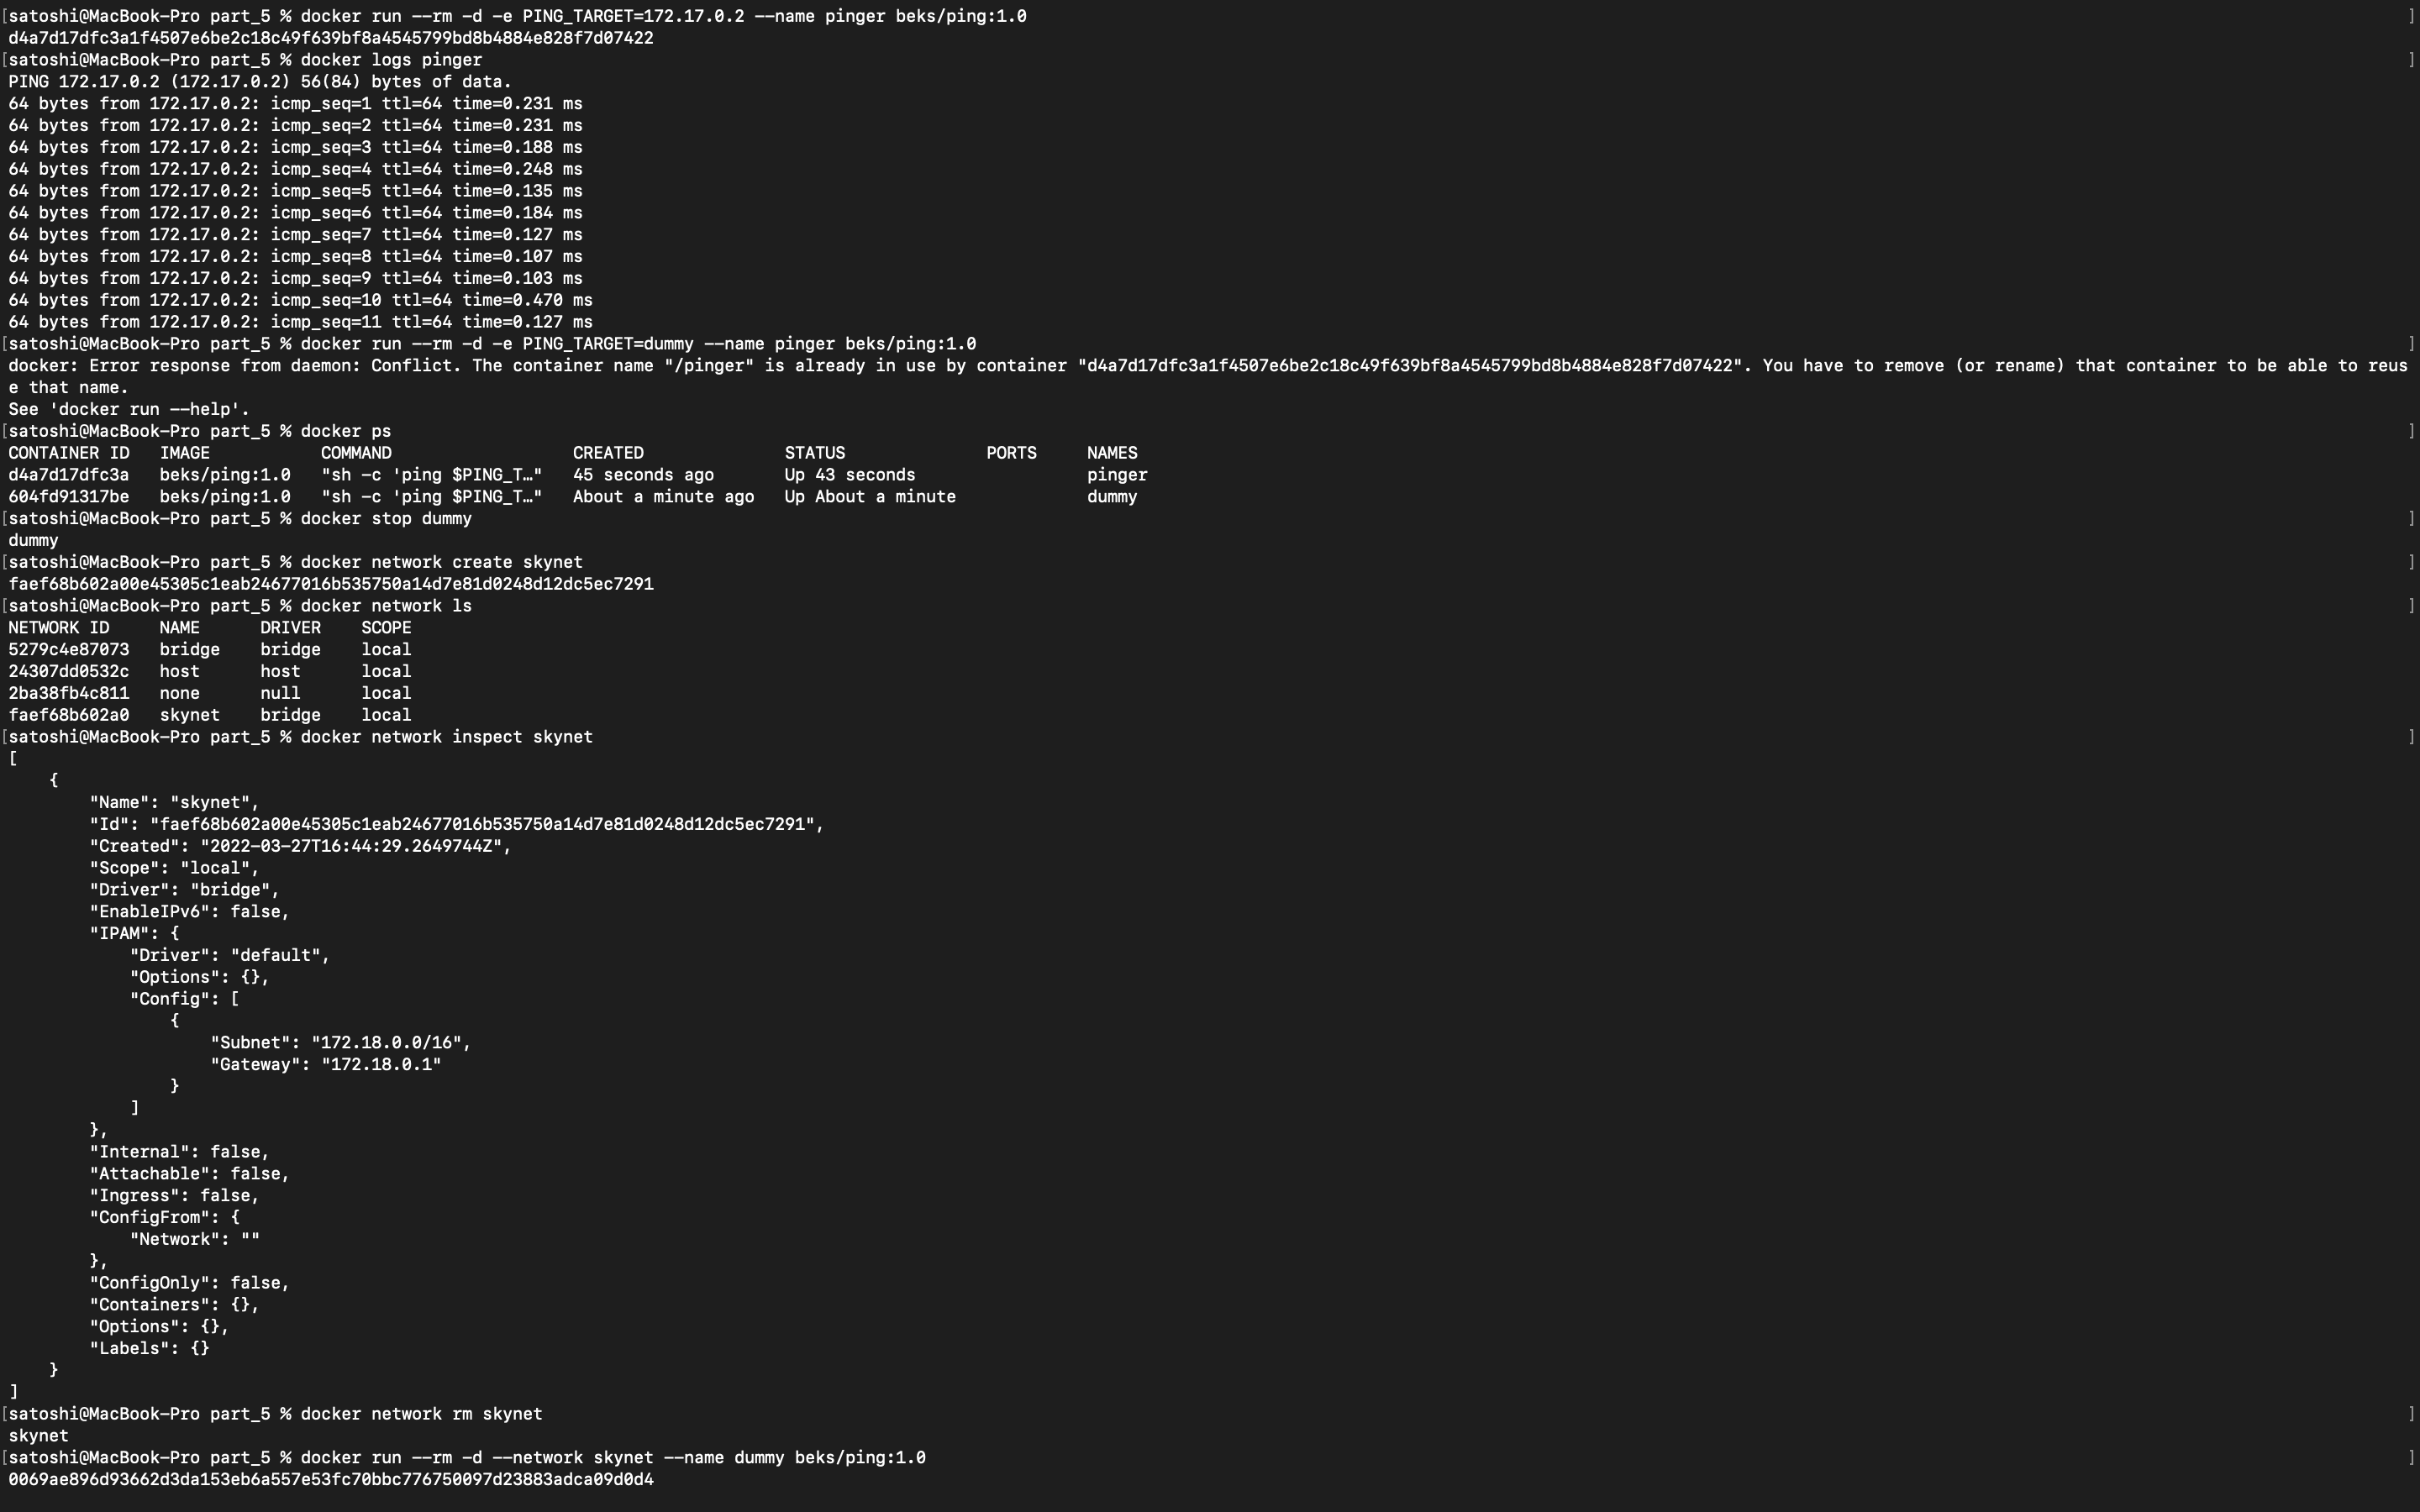 [satoshi@MacBook-Pro part_5 % docker run --rm -d -e PING_TARGET=172.17.0.2 --name pinger beks/ping:1.0 ]
d4a7d17dfc3a1f4507e6be2c18c49f639bf8a4545799bd8b4884e828f7d07422
[satoshi@MacBook-Pro part_5 % docker logs pinger ]
PING 172.17.0.2 (172.17.0.2) 56(84) bytes of data.
64 bytes from 172.17.0.2: icmp_seq=1 ttl=64 time=0.231 ms
64 bytes from 172.17.0.2: icmp_seq=2 ttl=64 time=0.231 ms
64 bytes from 172.17.0.2: icmp_seq=3 ttl=64 time=0.188 ms
64 bytes from 172.17.0.2: icmp_seq=4 ttl=64 time=0.248 ms
64 bytes from 172.17.0.2: icmp_seq=5 ttl=64 time=0.135 ms
64 bytes from 172.17.0.2: icmp_seq=6 ttl=64 time=0.184 ms
64 bytes from 172.17.0.2: icmp_seq=7 ttl=64 time=0.127 ms
64 bytes from 172.17.0.2: icmp_seq=8 ttl=64 time=0.107 ms
64 bytes from 172.17.0.2: icmp_seq=9 ttl=64 time=0.103 ms
64 bytes from 172.17.0.2: icmp_seq=10 ttl=64 time=0.470 ms
64 bytes from 172.17.0.2: icmp_seq=11 ttl=64 time=0.127 ms
[satoshi@MacBook-Pro part_5 % docker run --rm -d -e PING_TARGET=dummy --name pinger beks/ping:1.0 ]
docker: Error response from daemon: Conflict. The container name "/pinger" is already in use by container "d4a7d17dfc3a1f4507e6be2c18c49f639bf8a4545799bd8b4884e828f7d07422". You have to remove (or rename) that container to be able to reus
e that name.
See 'docker run --help'.
[satoshi@MacBook-Pro part_5 % docker ps ]
CONTAINER ID   IMAGE           COMMAND                  CREATED              STATUS              PORTS     NAMES
d4a7d17dfc3a   beks/ping:1.0   "sh -c 'ping $PING_T…"   45 seconds ago       Up 43 seconds                 pinger
604fd91317be   beks/ping:1.0   "sh -c 'ping $PING_T…"   About a minute ago   Up About a minute             dummy
[satoshi@MacBook-Pro part_5 % docker stop dummy ]
dummy
[satoshi@MacBook-Pro part_5 % docker network create skynet ]
faef68b602a00e45305c1eab24677016b535750a14d7e81d0248d12dc5ec7291
[satoshi@MacBook-Pro part_5 % docker network ls ]
NETWORK ID     NAME      DRIVER    SCOPE
5279c4e87073   bridge    bridge    local
24307dd0532c   host      host      local
2ba38fb4c811   none      null      local
faef68b602a0   skynet    bridge    local
[satoshi@MacBook-Pro part_5 % docker network inspect skynet ]
[
    {
        "Name": "skynet",
        "Id": "faef68b602a00e45305c1eab24677016b535750a14d7e81d0248d12dc5ec7291",
        "Created": "2022-03-27T16:44:29.2649744Z",
        "Scope": "local",
        "Driver": "bridge",
        "EnableIPv6": false,
        "IPAM": {
            "Driver": "default",
            "Options": {},
            "Config": [
                {
                    "Subnet": "172.18.0.0/16",
                    "Gateway": "172.18.0.1"
                }
            ]
        },
        "Internal": false,
        "Attachable": false,
        "Ingress": false,
        "ConfigFrom": {
            "Network": ""
        },
        "ConfigOnly": false,
        "Containers": {},
        "Options": {},
        "Labels": {}
    }
]
[satoshi@MacBook-Pro part_5 % docker network rm skynet ]
skynet
[satoshi@MacBook-Pro part_5 % docker run --rm -d --network skynet --name dummy beks/ping:1.0 ]
0069ae896d93662d3da153eb6a557e53fc70bbc776750097d23883adca09d0d4